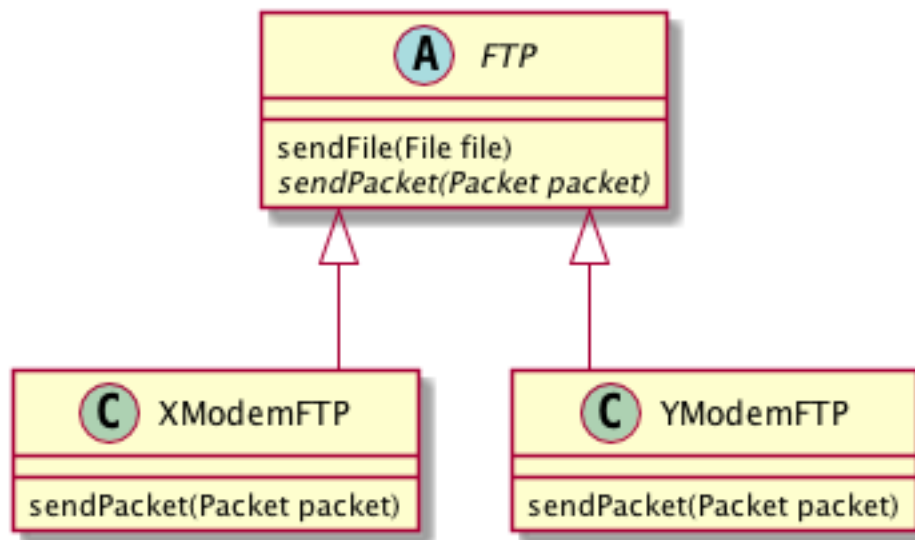 A FTP
sendFile(File file)
sendPacket(Packet packet)
C XModemFTP
sendPacket(Packet packet)
C YModemFTP
sendPacket(Packet packet)